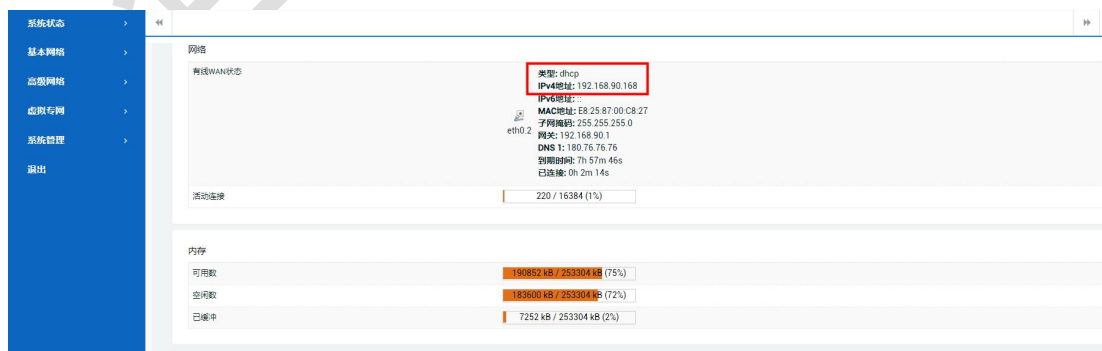 系统状态
基本网络
高级网络
虚拟专网
系统管理
退出
网络
有线WAN状态
eth0.2
类型: dhcp
IPv4地址: 192.168.90.168
IPv6地址: ::
MAC地址: E8:25:87:00:C8:27
子网掩码: 255.255.255.0
网关: 192.168.90.1
DNS 1: 180.76.76.76
到期时间: 7h 57m 46s
已连接: 0h 2m 14s
活动连接
220 / 16384 (1%)
内存
可用数
190852 kB / 253304 kB (75%)
空闲数
183600 kB / 253304 kB (72%)
已缓冲
7252 kB / 253304 kB (2%)